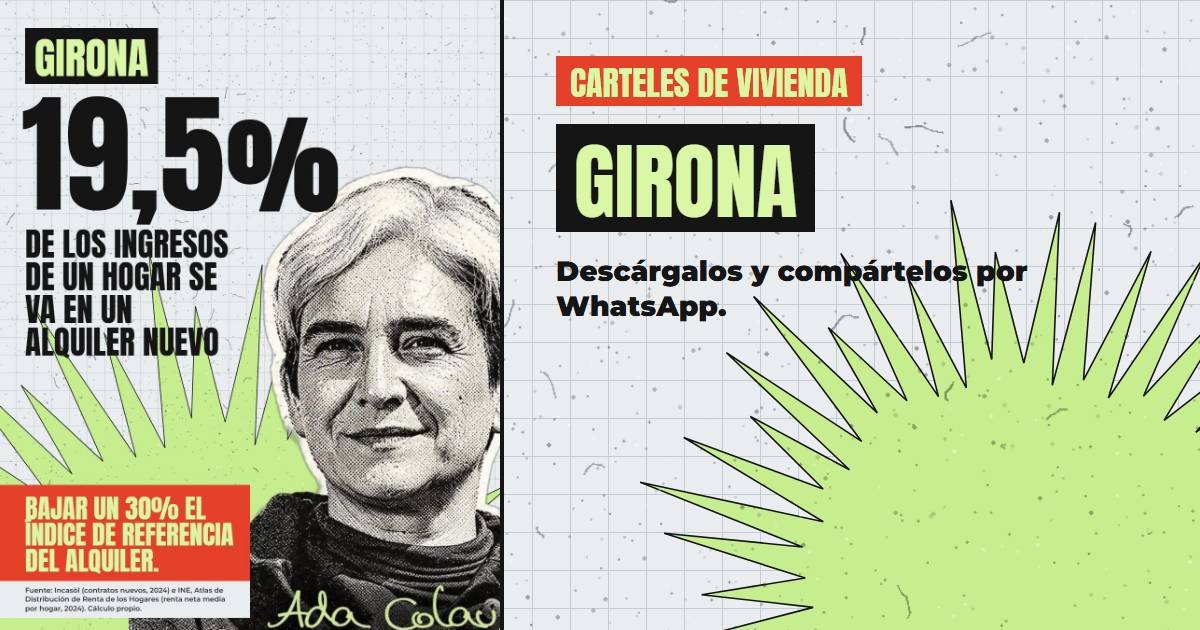 GIRONA
19,5%
DE LOS INGRESOS
DE UN HOGAR SE
VA EN UN
ALQUILER NUEVO
BAJAR UN 30% EL
ÍNDICE DE REFERENCIA
DEL ALQUILER.
Fuente: Incasòl (contratos nuevos, 2024) e INE, Atlas de
Distribución de Renta de los Hogares (renta neta media
por hogar, 2024). Cálculo propio.
Ada Colau
CARTELES DE VIVIENDA
GIRONA
Descárgalos y compártelos por
WhatsApp.